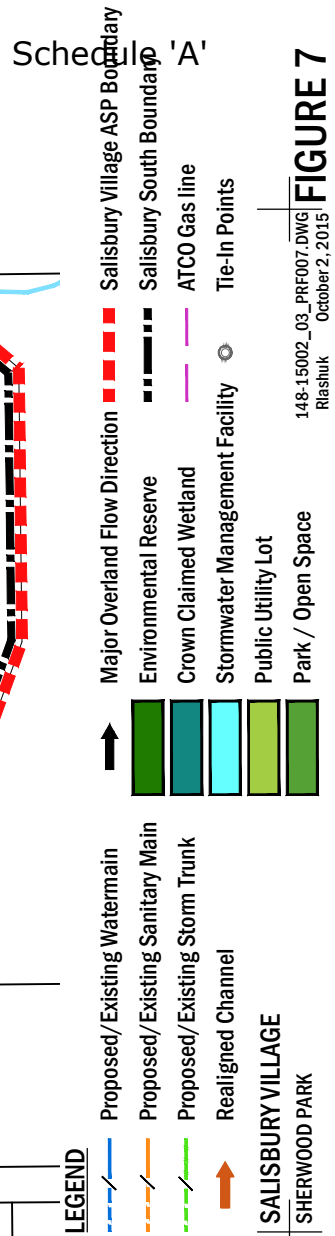 Schedule 'A'
LEGEND
Proposed/Existing Watermain
Proposed/Existing Sanitary Main
Proposed/Existing Storm Trunk
Realigned Channel
Major Overland Flow Direction
Environmental Reserve
Crown Claimed Wetland
Stormwater Management Facility
Public Utility Lot
Park / Open Space
Salisbury Village ASP Boundary
Salisbury South Boundary
ATCO Gas line
Tie-In Points
SALISBURY VILLAGE
SHERWOOD PARK
148-15002_03_PRF007.DWG
Rlashuk October 2, 2015
FIGURE 7